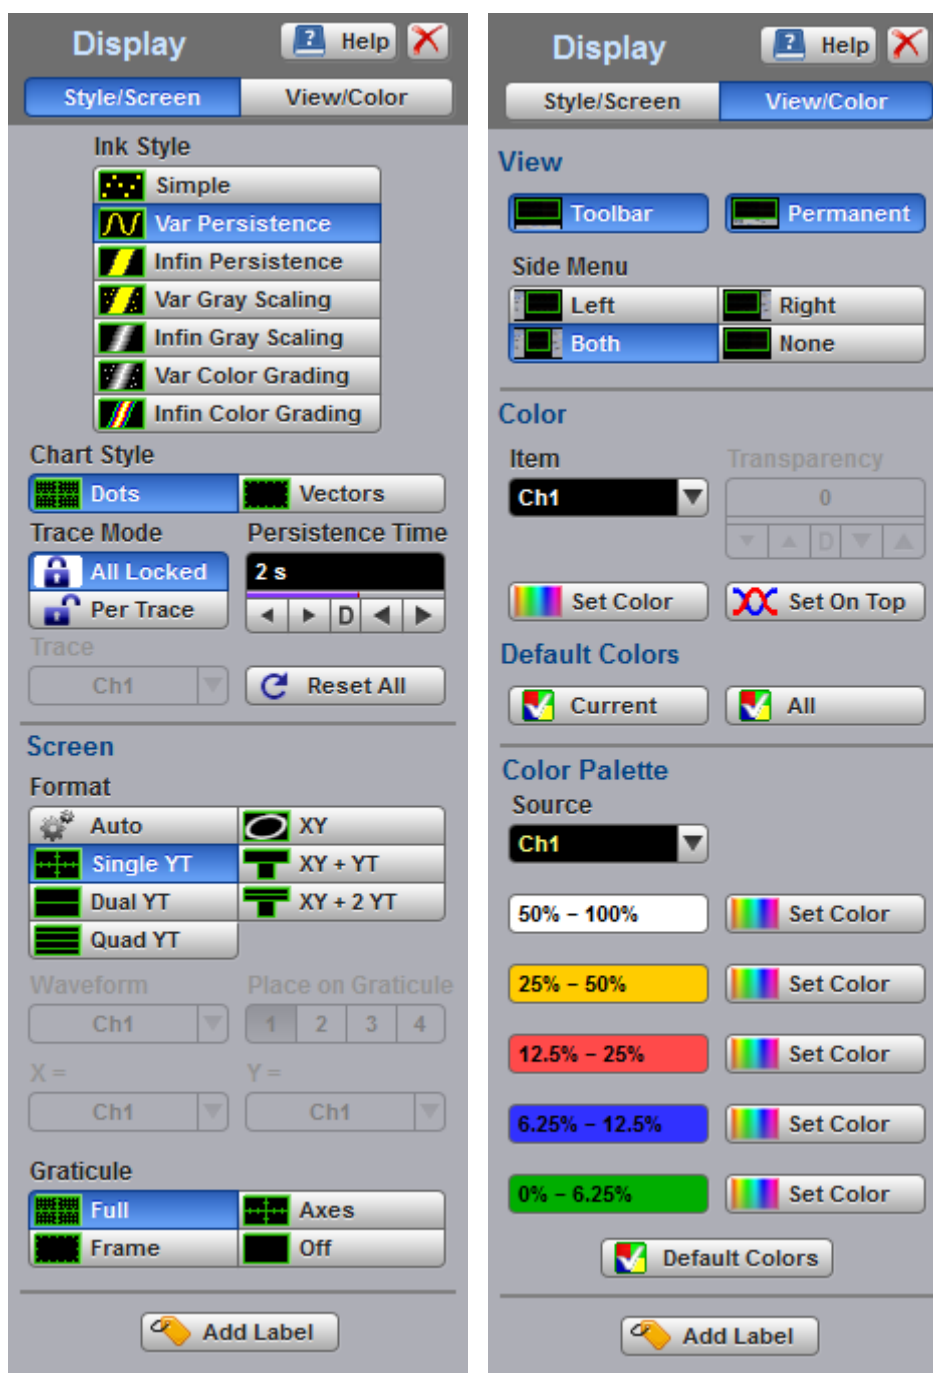 Display
Help
Style/Screen View/Color
Ink Style
Simple
Var Persistence
Infin Persistence
Var Gray Scaling
Infin Gray Scaling
Var Color Grading
Infin Color Grading
Chart Style
Dots Vectors
Trace Mode Persistence Time
All Locked 2 s
Per Trace D
Trace
Ch1 Reset All
Screen
Format
Auto XY
Single YT XY + YT
Dual YT XY + 2 YT
Quad YT
Waveform Place on Graticule
Ch1 1 2 3 4
X = Y =
Ch1 Ch1
Graticule
Full Axes
Frame Off
Add Label
Display
Help
Style/Screen View/Color
View
Toolbar Permanent
Side Menu
Left Right
Both None
Color
Item Transparency
Ch1 0
D
Set Color Set On Top
Default Colors
Current All
Color Palette
Source
Ch1
50% – 100% Set Color
25% – 50% Set Color
12.5% – 25% Set Color
6.25% – 12.5% Set Color
0% – 6.25% Set Color
Default Colors
Add Label